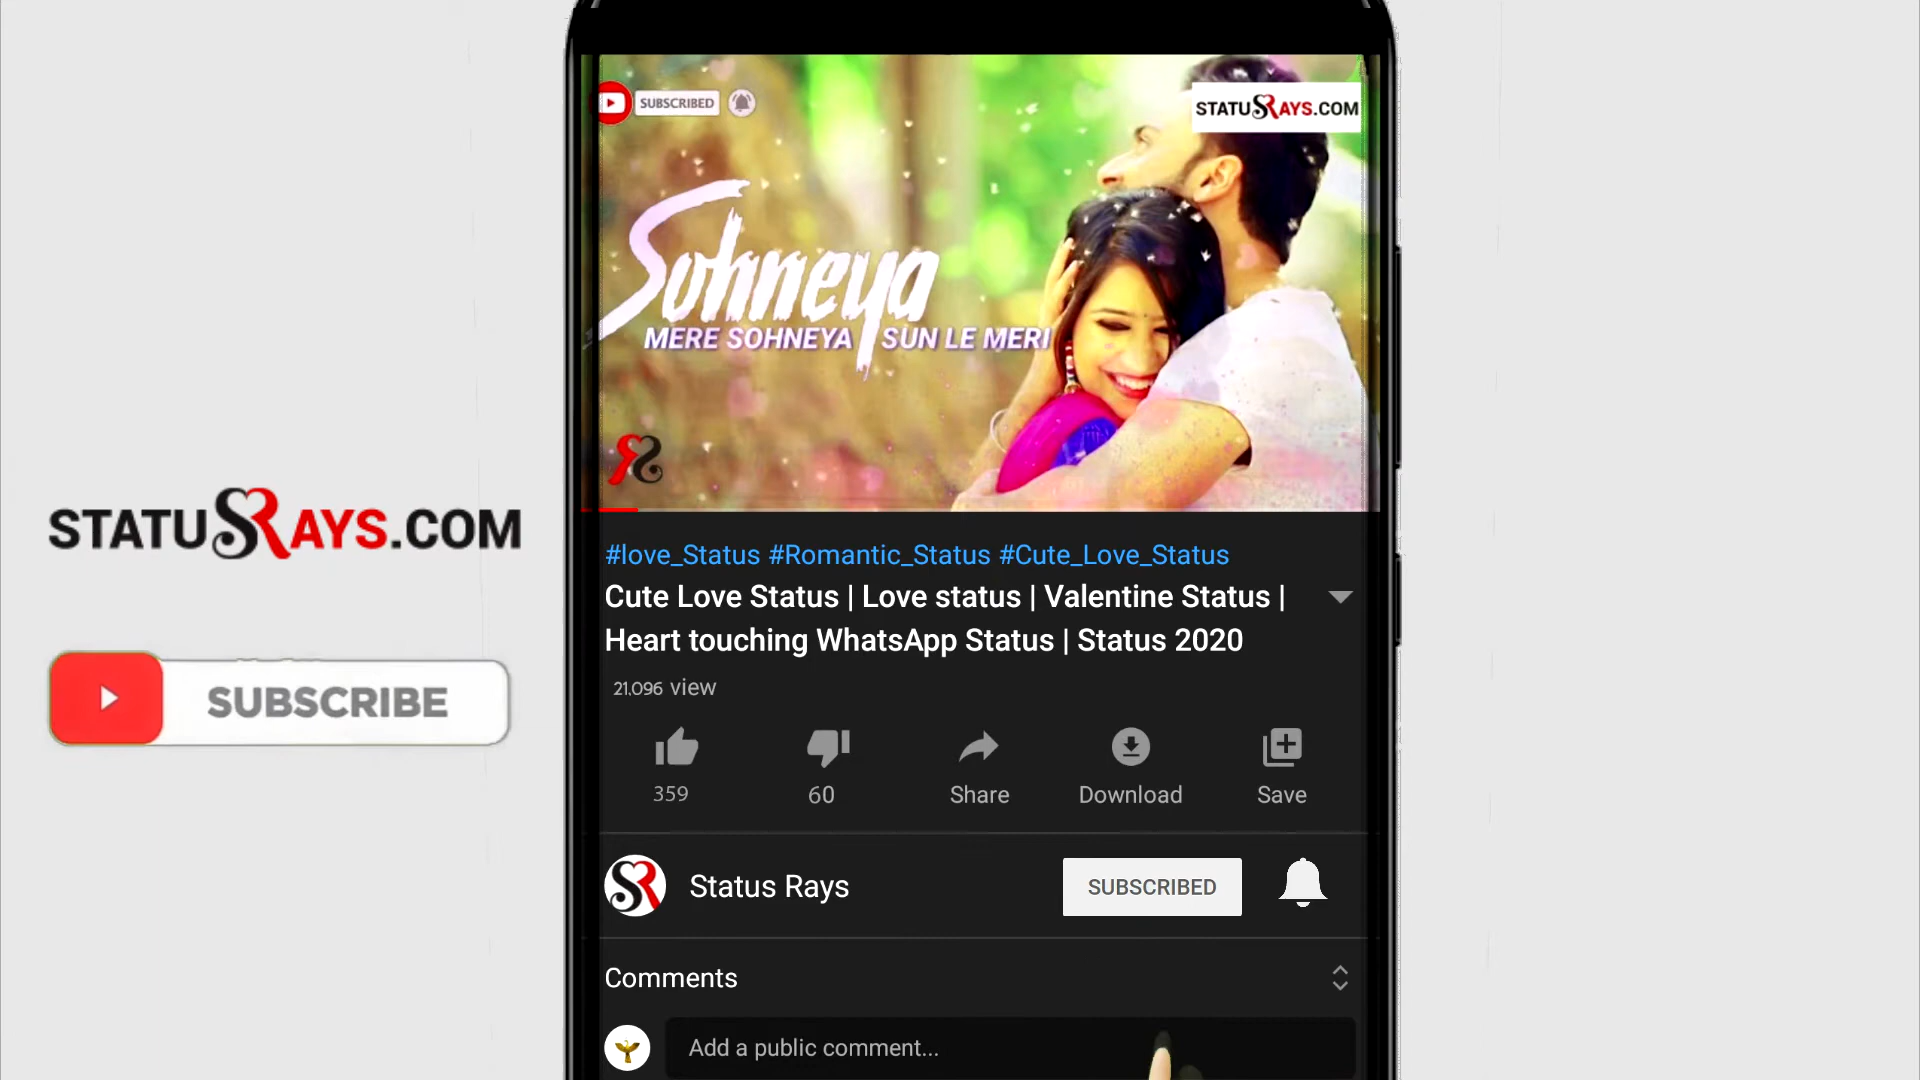 SUBSCRIBED
STATUSRAYS.COM
Sohneya
MERE SOHNEYA SUN LE MERI
SR
STATUSRAYS.COM
SUBSCRIBE
#love_Status #Romantic_Status #Cute_Love_Status
Cute Love Status | Love status | Valentine Status |
Heart touching WhatsApp Status | Status 2020
21,096 view
359
60
Share
Download
Save
SR
Status Rays
SUBSCRIBED
Comments
Add a public comment...